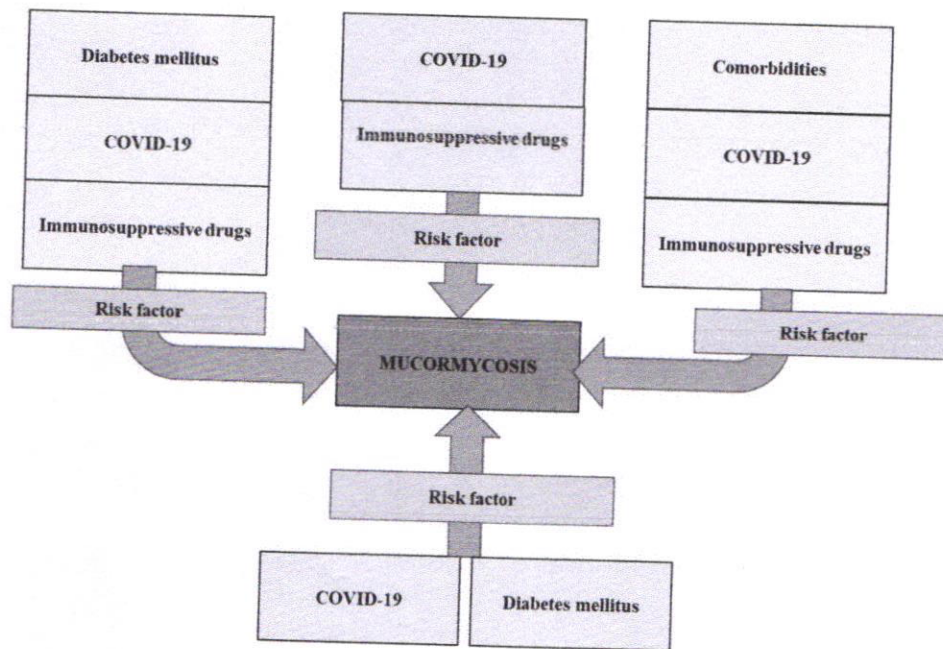 Diabetes mellitus
COVID-19
Immunosuppressive drugs
Risk factor
COVID-19
Immunosuppressive drugs
Risk factor
Comorbidities
COVID-19
Immunosuppressive drugs
Risk factor
MUCORMYCOSIS
Risk factor
COVID-19
Diabetes mellitus